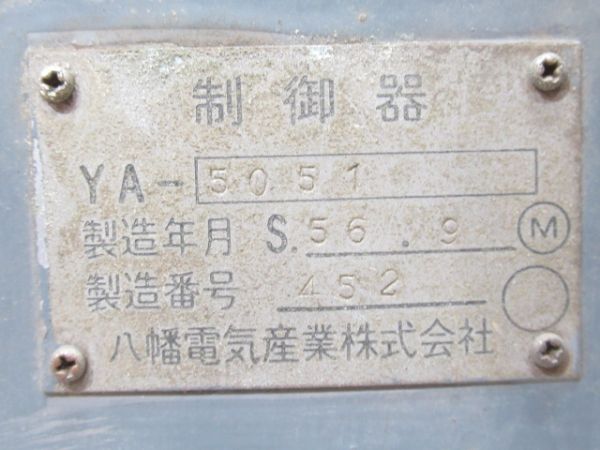 制御器
YA-5051
製造年月 S.56.9 Ⓜ
製造番号 452
八幡電気産業株式会社